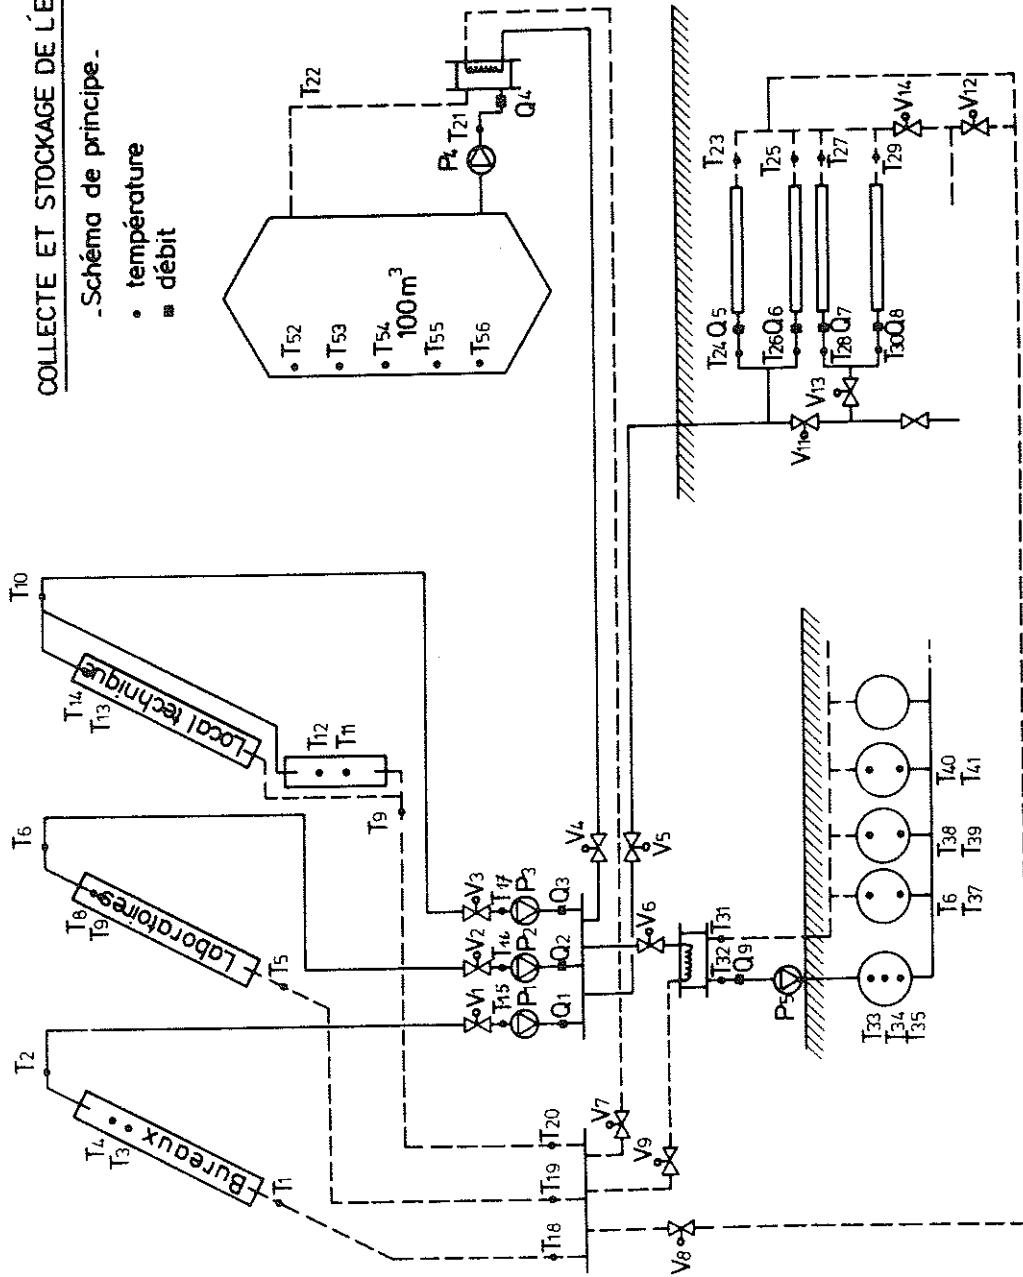 COLLECTE ET STOCKAGE DE L'E
- Schéma de principe -
• température
▪ débit
T22
T21
P4
Q4
T52
T53
T54
100 m³
T55
T56
T23
T25
T27
T29
V14
V12
T24 Q5
T26 Q6
T28 Q7
T30 Q8
V13
V11
T10
T14
T13
Local technique
T12
T11
T9
T6
T8
T9
Laboratoires
T5
T2
T4
T3
Bureaux
T1
V3
T17
P3
Q3
V2
T16
P2
Q2
V1
T15
P1
Q1
V4
V5
V6
T31
T32
Q9
P5
T20
T19
T18
V7
V9
V8
T40
T41
T38
T39
T6
T37
T33
T34
T35